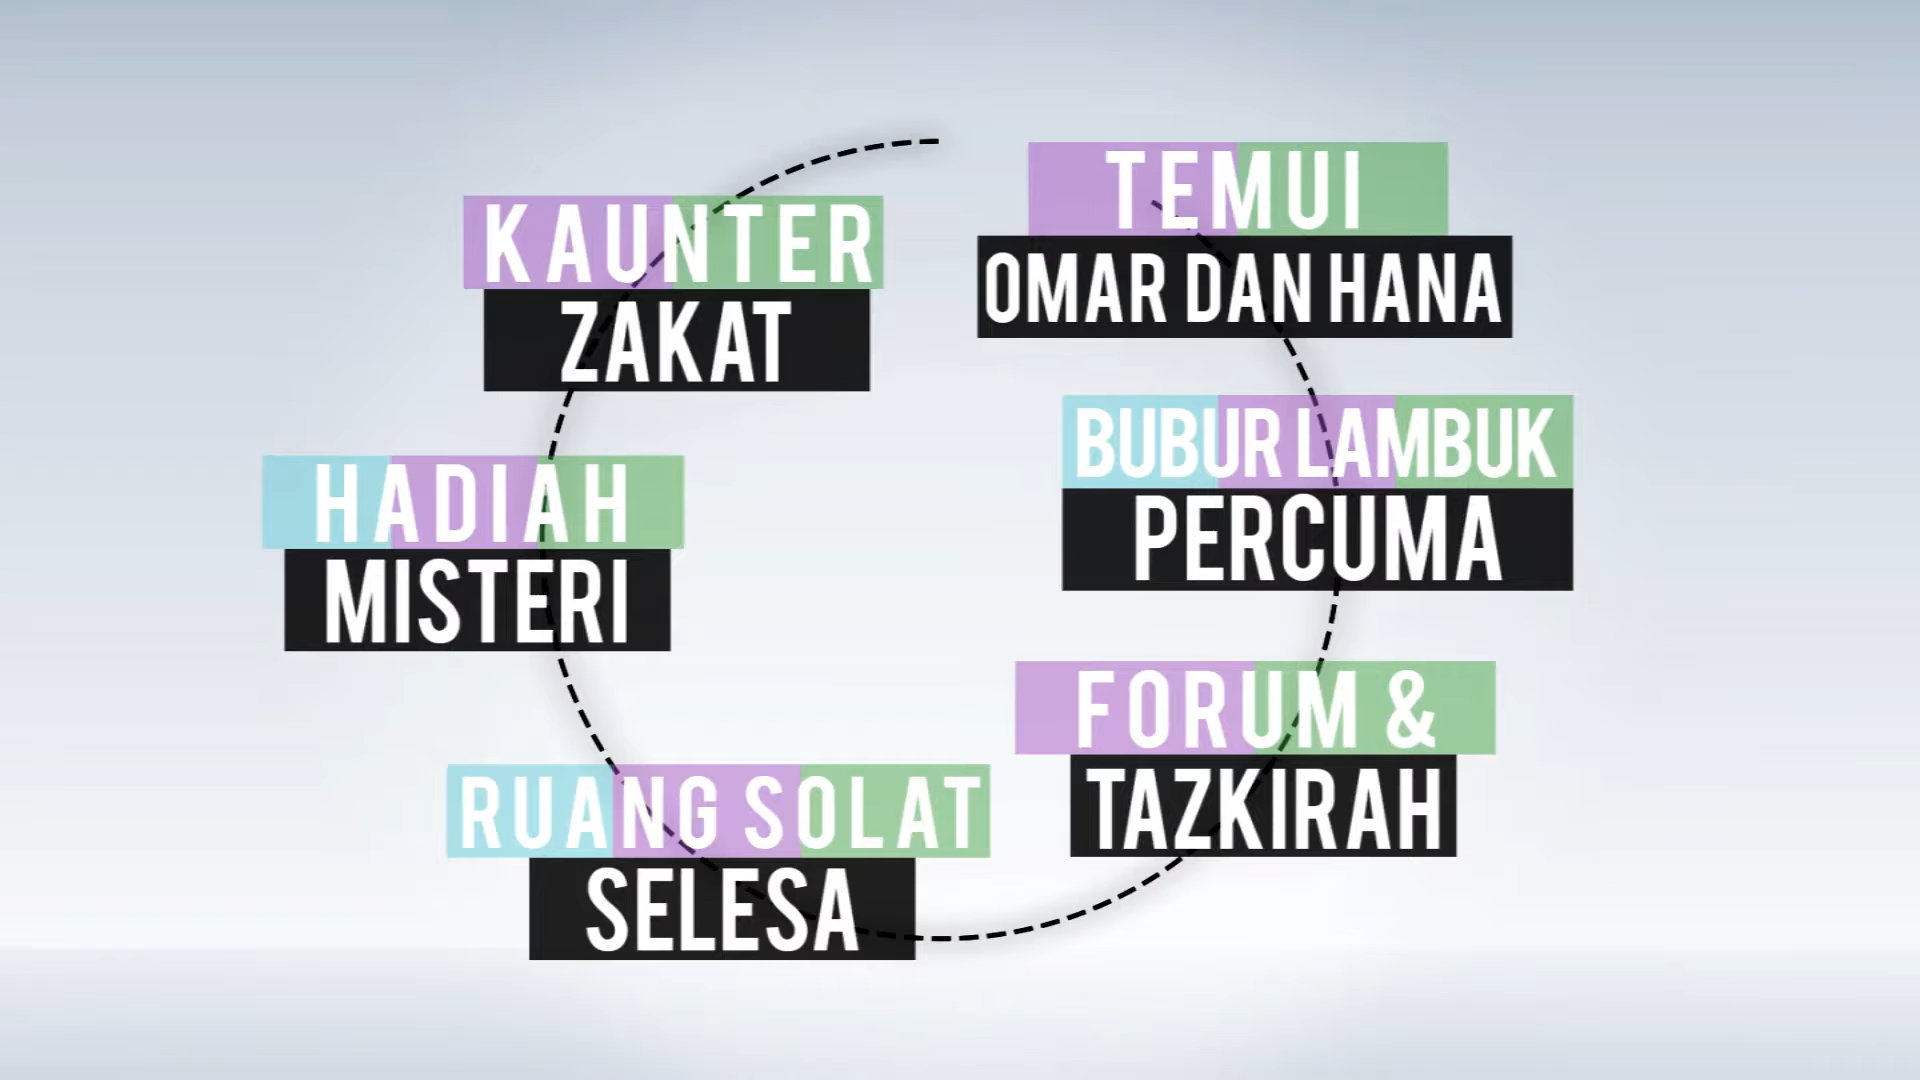 KAUNTER
ZAKAT
TEMUI
OMAR DAN HANA
HADIAH
MISTERI
BUBUR LAMBUK
PERCUMA
RUANG SOLAT
SELESA
FORUM &
TAZKIRAH